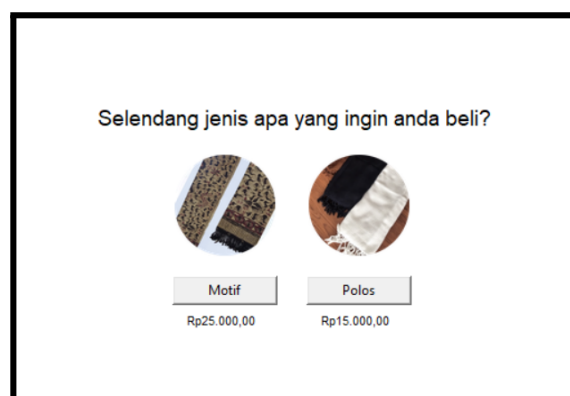 Selendang jenis apa yang ingin anda beli?
Motif
Polos
Rp25.000,00
Rp15.000,00